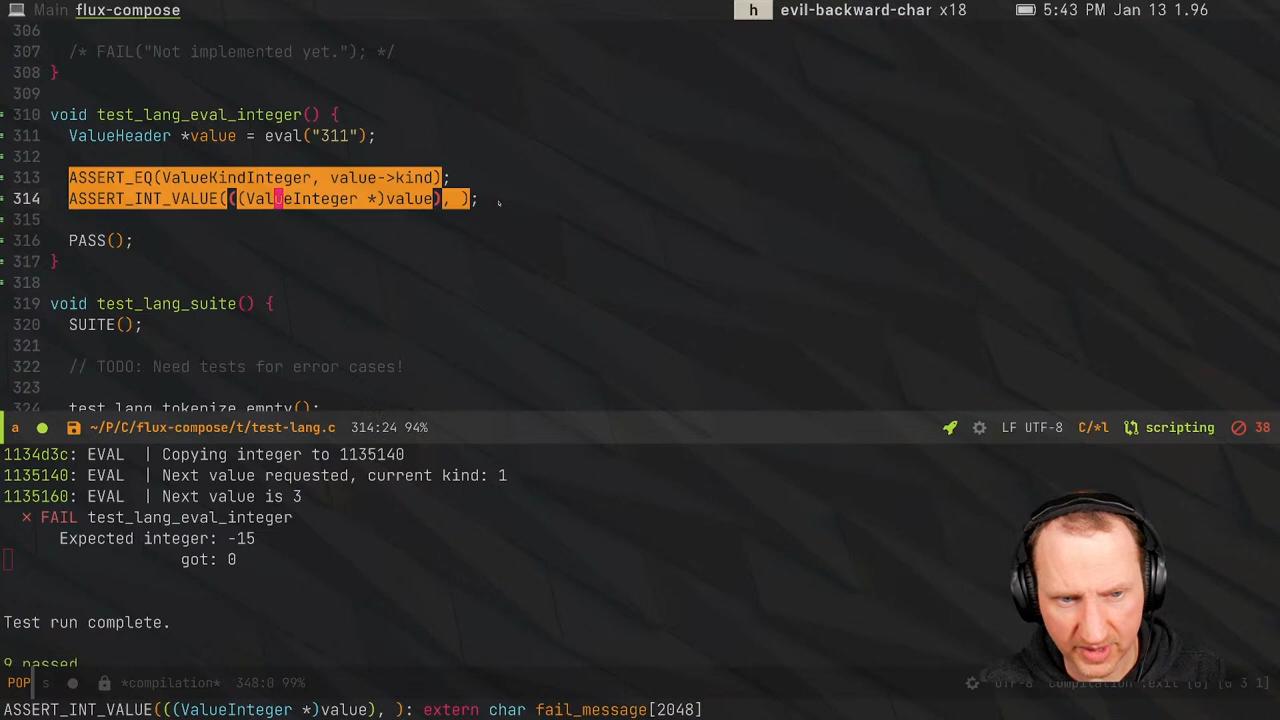 Main flux-compose h evil-backward-char x18 5:43 PM Jan 13 1.96
306
307 /* FAIL("Not implemented yet."); */
308 }
309
310 void test_lang_eval_integer() {
311 ValueHeader *value = eval("311");
312
313 ASSERT_EQ(ValueKindInteger, value->kind);
314 ASSERT_INT_VALUE(((ValueInteger *)value), );
315
316 PASS();
317 }
318
319 void test_lang_suite() {
320 SUITE();
321
322 // TODO: Need tests for error cases!
323
324 test_lang_tokenize_empty();
a ~/P/C/flux-compose/t/test-lang.c 314:24 94% LF UTF-8 C/*l scripting 38
1134d3c: EVAL | Copying integer to 1135140
1135140: EVAL | Next value requested, current kind: 1
1135160: EVAL | Next value is 3
× FAIL test_lang_eval_integer
Expected integer: -15
got: 0
Test run complete.
9 passed
POP s *compilation* 348:0 99% UTF-8
ASSERT_INT_VALUE(((ValueInteger *)value), ): extern char fail_message[2048]